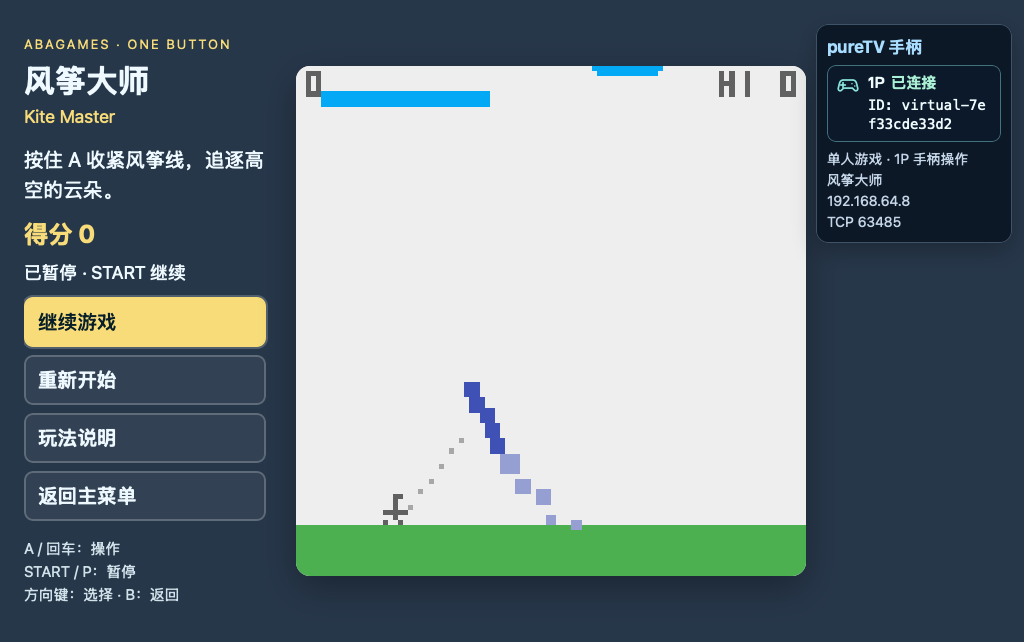 ABAGAMES · ONE BUTTON
风筝大师
Kite Master
按住 A 收紧风筝线，追逐高
空的云朵。
得分 0
已暂停 · START 继续
继续游戏
重新开始
玩法说明
返回主菜单
A / 回车：操作
START / P：暂停
方向键：选择 · B：返回
0
HI 0
pureTV 手柄
1P 已连接
ID: virtual-7e
f33cde33d2
单人游戏 · 1P 手柄操作
风筝大师
192.168.64.8
TCP 63485